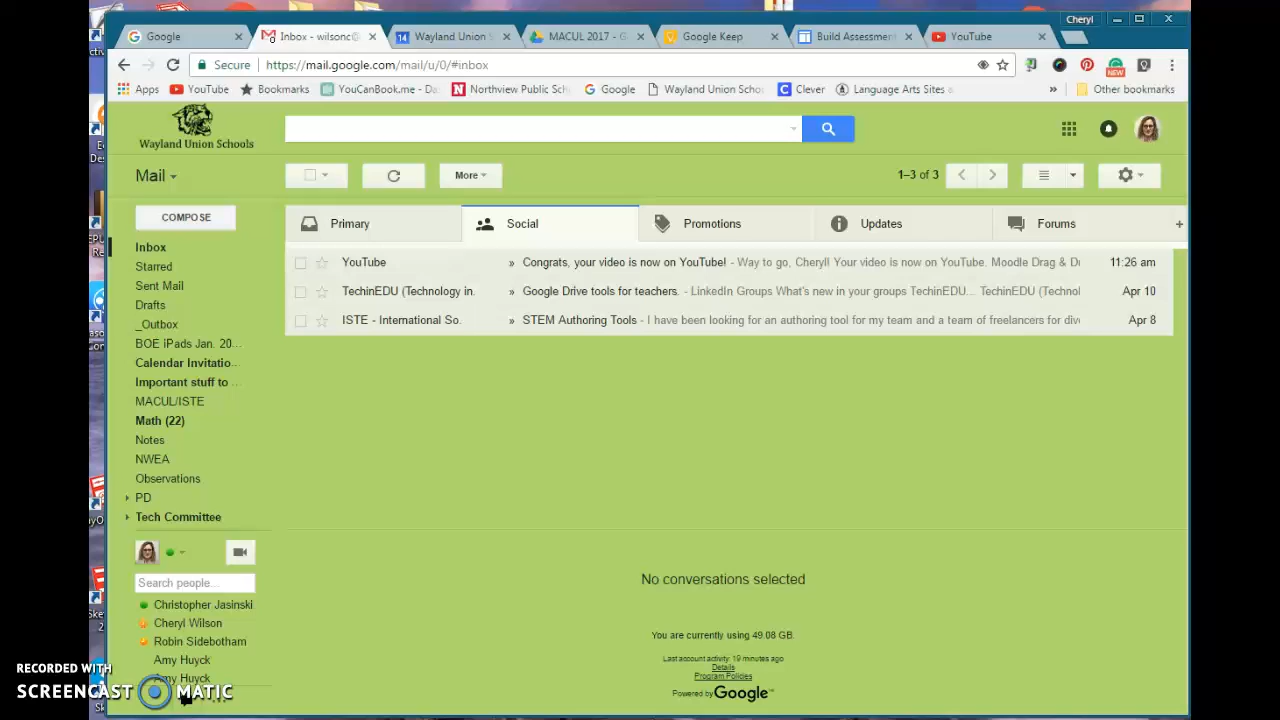 Cheryl
Google
Inbox - wilsonc@
Wayland Union S
MACUL 2017 - G
Google Keep
Build Assessment
YouTube
Secure
https://mail.google.com/mail/u/0/#inbox
Apps
YouTube
Bookmarks
YouCanBook.me - Da
Northview Public Sch
Google
Wayland Union Scho
Clever
Language Arts Sites
»
Other bookmarks
NEW
Wayland Union Schools
Mail
More
1–3 of 3
COMPOSE
Primary
Social
Promotions
Updates
Forums
+
Inbox
Starred
Sent Mail
Drafts
_Outbox
BOE iPads Jan. 20...
Calendar Invitatio...
Important stuff to ...
MACUL/ISTE
Math (22)
Notes
NWEA
Observations
PD
Tech Committee
YouTube » Congrats, your video is now on YouTube! - Way to go, Cheryl! Your video is now on YouTube. Moodle Drag & Dr 11:26 am
TechinEDU (Technology in. » Google Drive tools for teachers. - LinkedIn Groups What's new in your groups TechinEDU... TechinEDU (Technol Apr 10
ISTE - International So. » STEM Authoring Tools - I have been looking for an authoring tool for my team and a team of freelancers for dive Apr 8
Search people...
Christopher Jasinski
Cheryl Wilson
Robin Sidebotham
Amy Huyck
Amy Huyck
No conversations selected
You are currently using 49.08 GB.
Last account activity: 19 minutes ago
Details
Program Policies
Powered by Google
RECORDED WITH
SCREENCAST MATIC